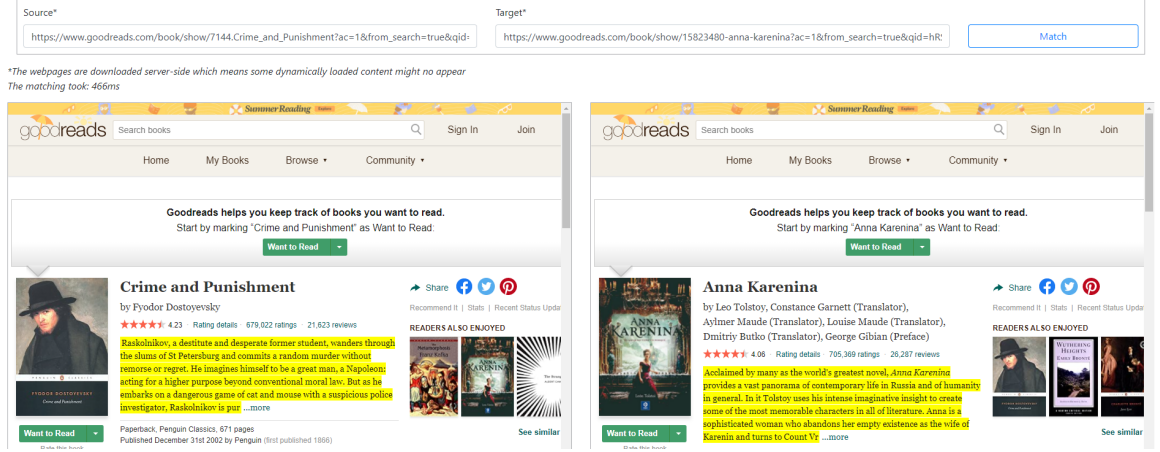 Source*
Target*
https://www.goodreads.com/book/show/7144.Crime_and_Punishment?ac=1&from_search=true&qid=
https://www.goodreads.com/book/show/15823480-anna-karenina?ac=1&from_search=true&qid=hR
Match
*The webpages are downloaded server-side which means some dynamically loaded content might no appear
The matching took: 466ms
Summer Reading
goodreads
Search books
Sign In
Join
Home
My Books
Browse
Community
Goodreads helps you keep track of books you want to read.
Start by marking “Crime and Punishment” as Want to Read:
Want to Read
Crime and Punishment
by Fyodor Dostoyevsky
4.23 Rating details 679,022 ratings 21,623 reviews
Raskolnikov, a destitute and desperate former student, wanders through
the slums of St Petersburg and commits a random murder without
remorse or regret. He imagines himself to be a great man, a Napoleon:
acting for a higher purpose beyond conventional moral law. But as he
embarks on a dangerous game of cat and mouse with a suspicious police
investigator, Raskolnikov is pur ...more
Paperback, Penguin Classics, 671 pages
Published December 31st 2002 by Penguin (first published 1866)
FYODOR DOSTOYEVSKY
Crime and Punishment
Want to Read
Rate this book
Share
Recommend It | Stats | Recent Status Upda
READERS ALSO ENJOYED
See similar
Summer Reading
goodreads
Search books
Sign In
Join
Home
My Books
Browse
Community
Goodreads helps you keep track of books you want to read.
Start by marking “Anna Karenina” as Want to Read:
Want to Read
Anna Karenina
by Leo Tolstoy, Constance Garnett (Translator),
Aylmer Maude (Translator), Louise Maude (Translator),
Dmitriy Butko (Translator), George Gibian (Preface)
4.06 Rating details 705,369 ratings 26,287 reviews
Acclaimed by many as the world's greatest novel, Anna Karenina
provides a vast panorama of contemporary life in Russia and of humanity
in general. In it Tolstoy uses his intense imaginative insight to create
some of the most memorable characters in all of literature. Anna is a
sophisticated woman who abandons her empty existence as the wife of
Karenin and turns to Count Vr ...more
ANNA
KARENINA
Want to Read
Rate this book
Share
Recommend It | Stats | Recent Status Upda
READERS ALSO ENJOYED
WUTHERING
HEIGHTS
EMILY BRONTE
See similar